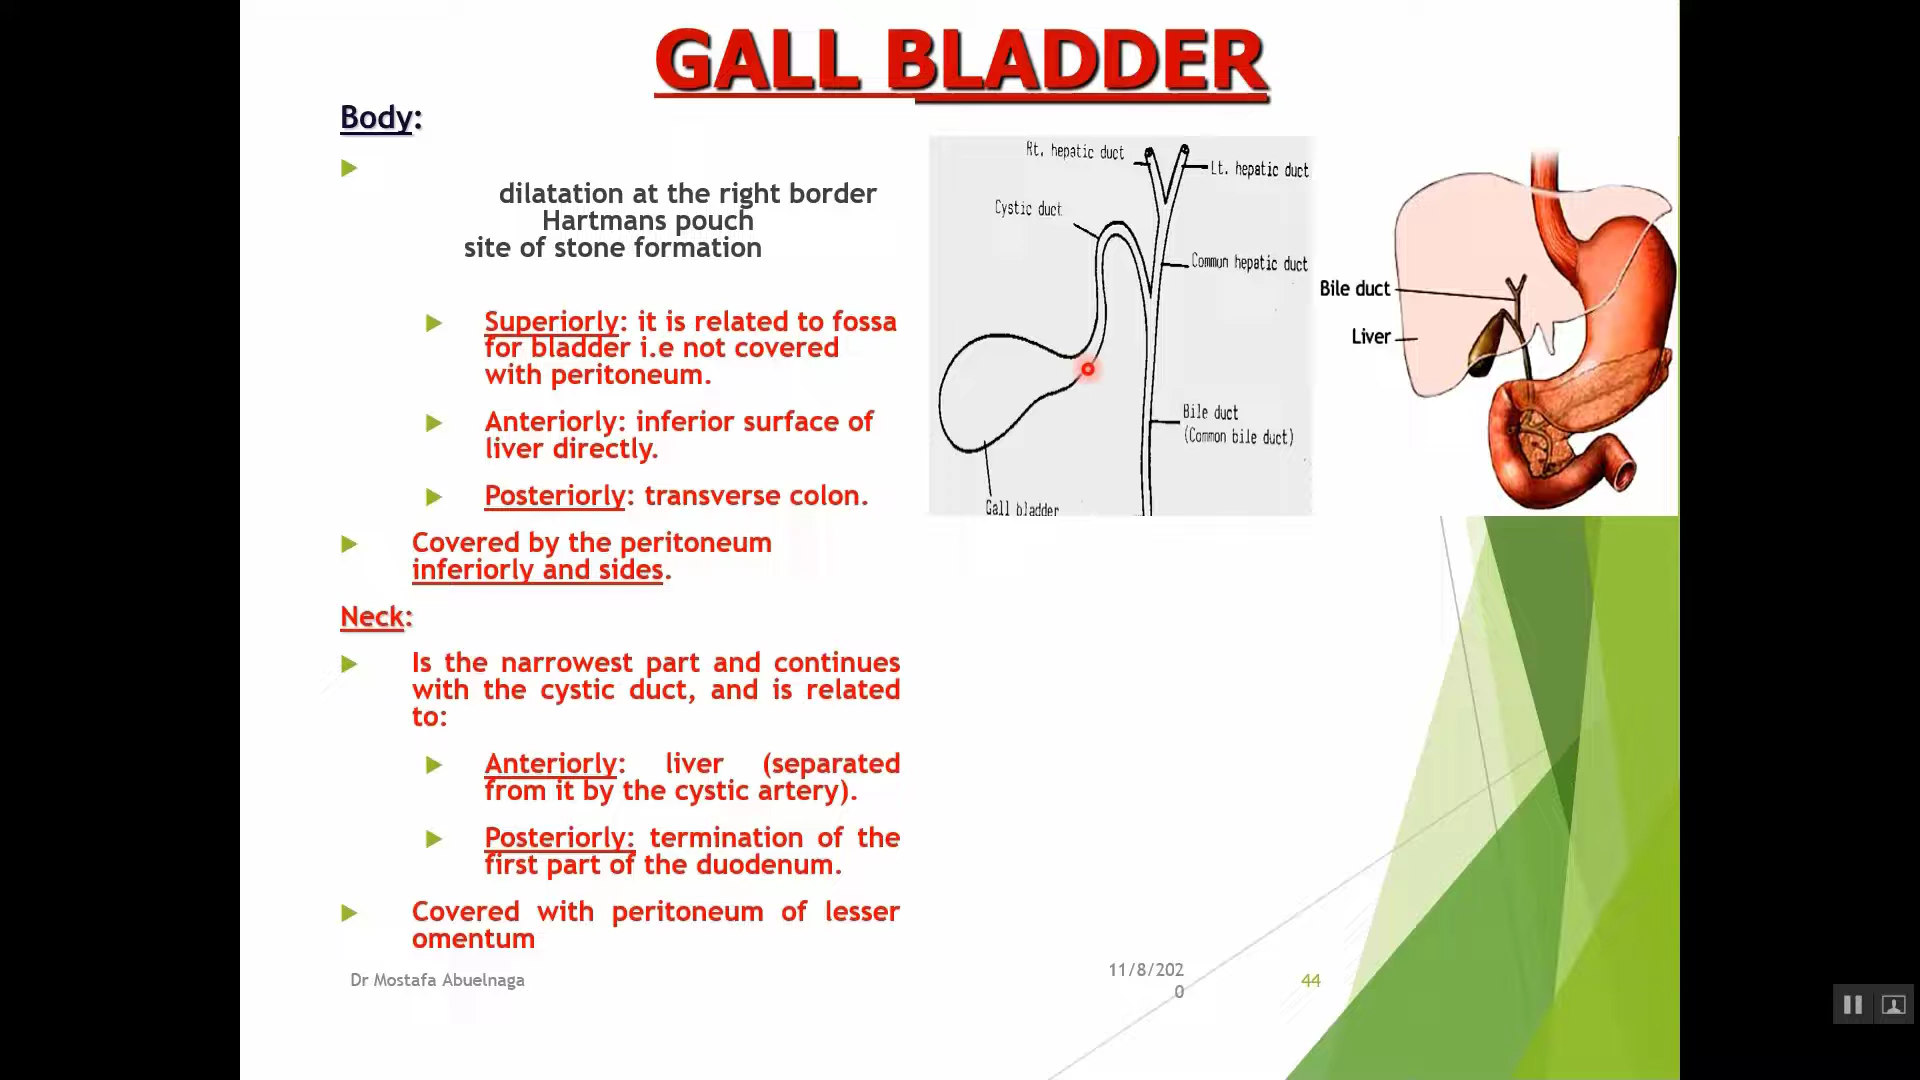 GALL BLADDER
Body:
dilatation at the right border
Hartmans pouch
site of stone formation
Superiorly: it is related to fossa
for bladder i.e not covered
with peritoneum.
Anteriorly: inferior surface of
liver directly.
Posteriorly: transverse colon.
Covered by the peritoneum
inferiorly and sides.
Neck:
Is the narrowest part and continues
with the cystic duct, and is related
to:
Anteriorly: liver (separated
from it by the cystic artery).
Posteriorly: termination of the
first part of the duodenum.
Covered with peritoneum of lesser
omentum
Rt. hepatic duct
Lt. hepatic duct
Cystic duct
Common hepatic duct
Bile duct
(Common bile duct)
Gall bladder
Bile duct
Liver
Dr Mostafa Abuelnaga
11/8/202
0
44